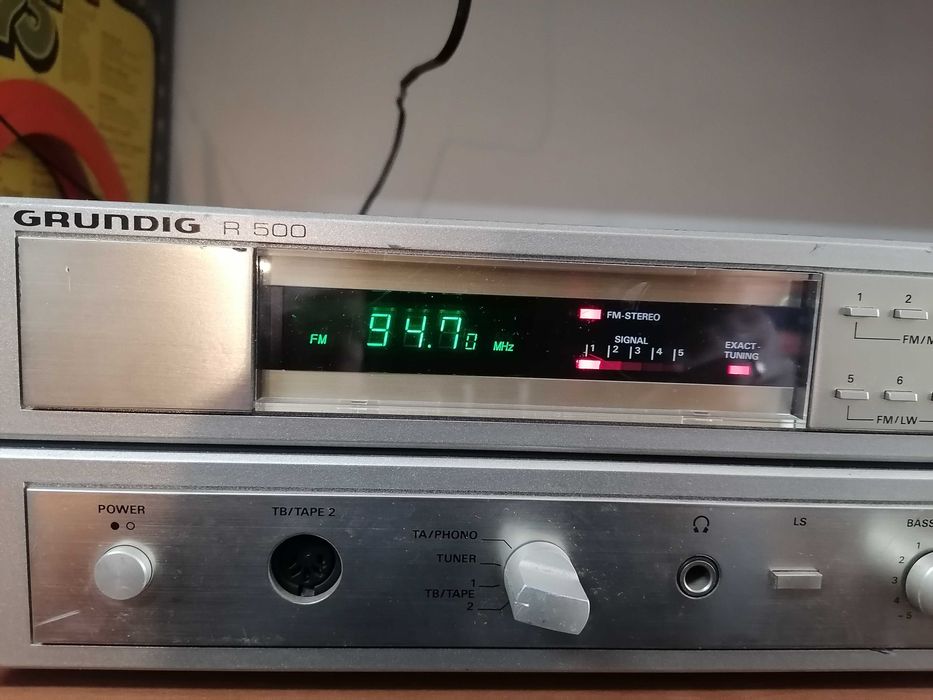 GRUNDIG R 500
FM 94.70 MHz
FM-STEREO
SIGNAL
1 2 3 4 5
EXACT-
TUNING
1 2
FM/M
5 6
FM/LW
POWER
TB/TAPE 2
TA/PHONO
TUNER
1
TB/TAPE
2
LS
BASS
1
2
3
4
5